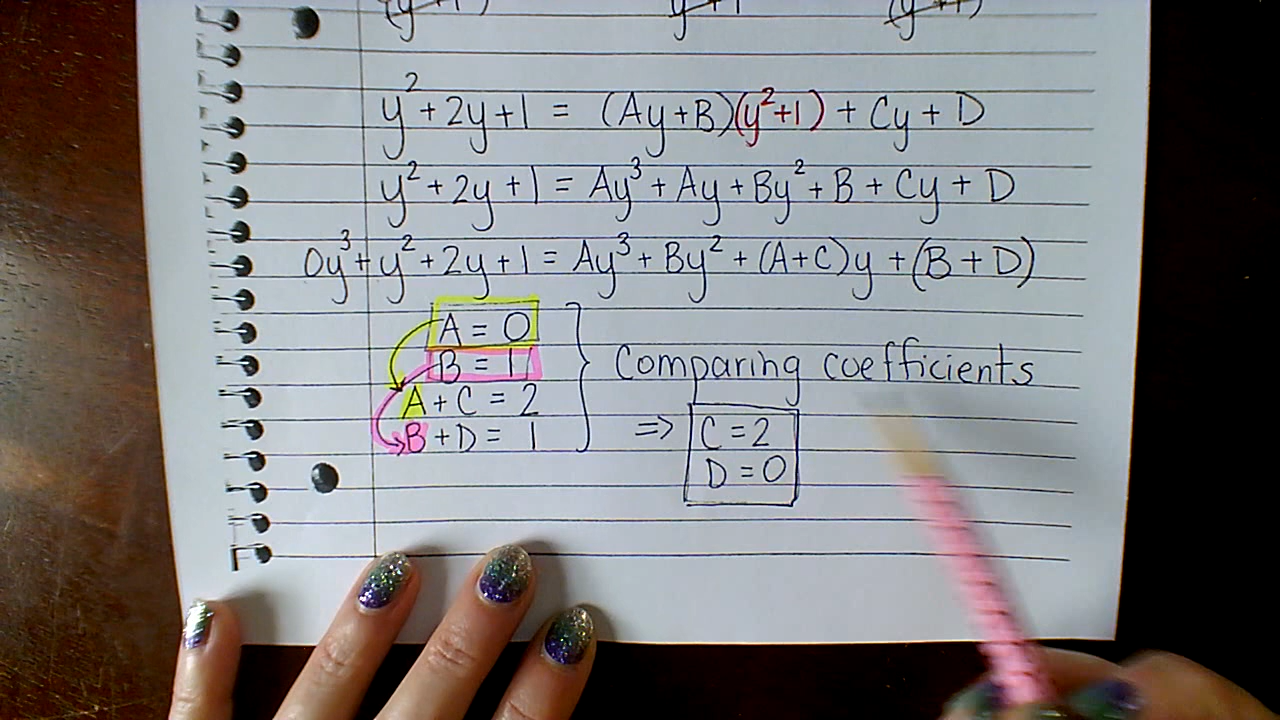 y² + 2y + 1 = (Ay + B)(y² + 1) + Cy + D
y² + 2y + 1 = Ay³ + Ay + By² + B + Cy + D
0y³ + y² + 2y + 1 = Ay³ + By² + (A + C)y + (B + D)
A = 0
B = 1
A + C = 2
B + D = 1
Comparing coefficients
=> C = 2
D = 0